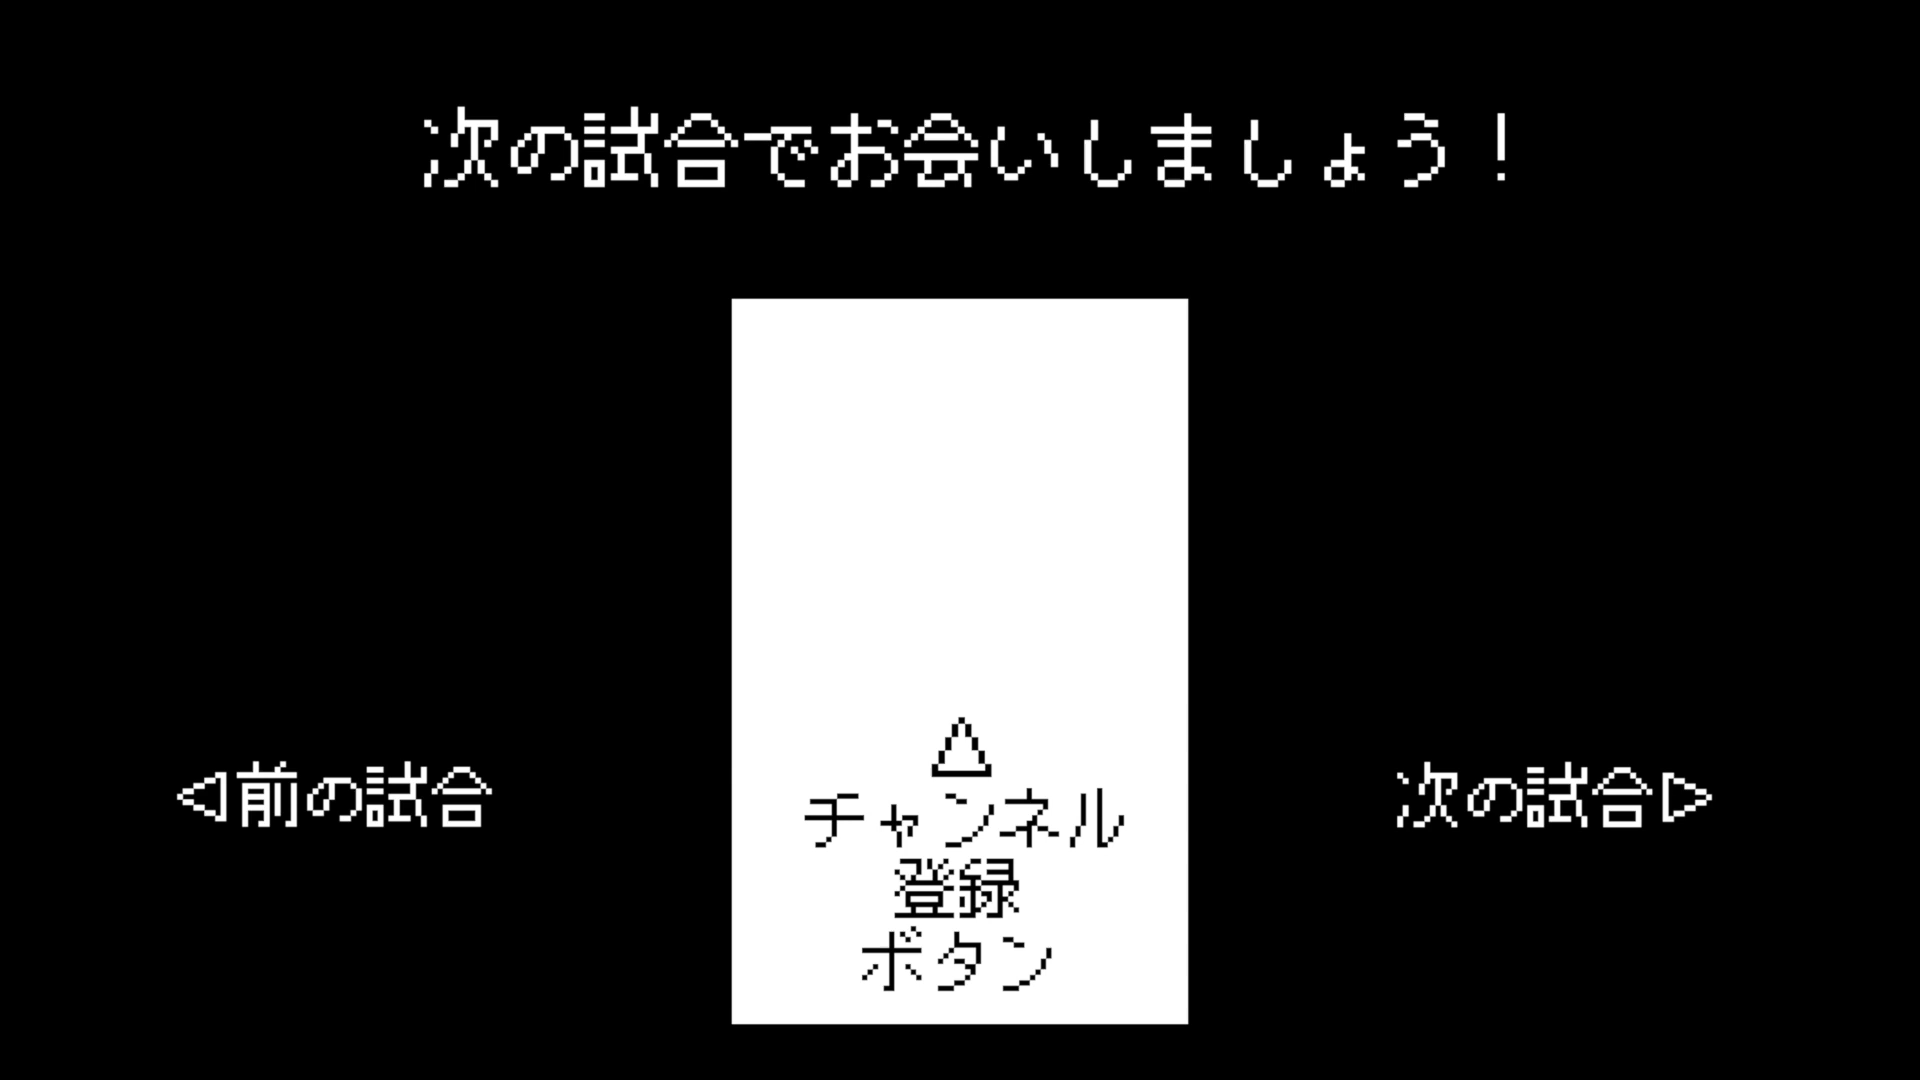 次の試合でお会いしましょう！
◁前の試合
△
チャンネル
登録
ボタン
次の試合▷